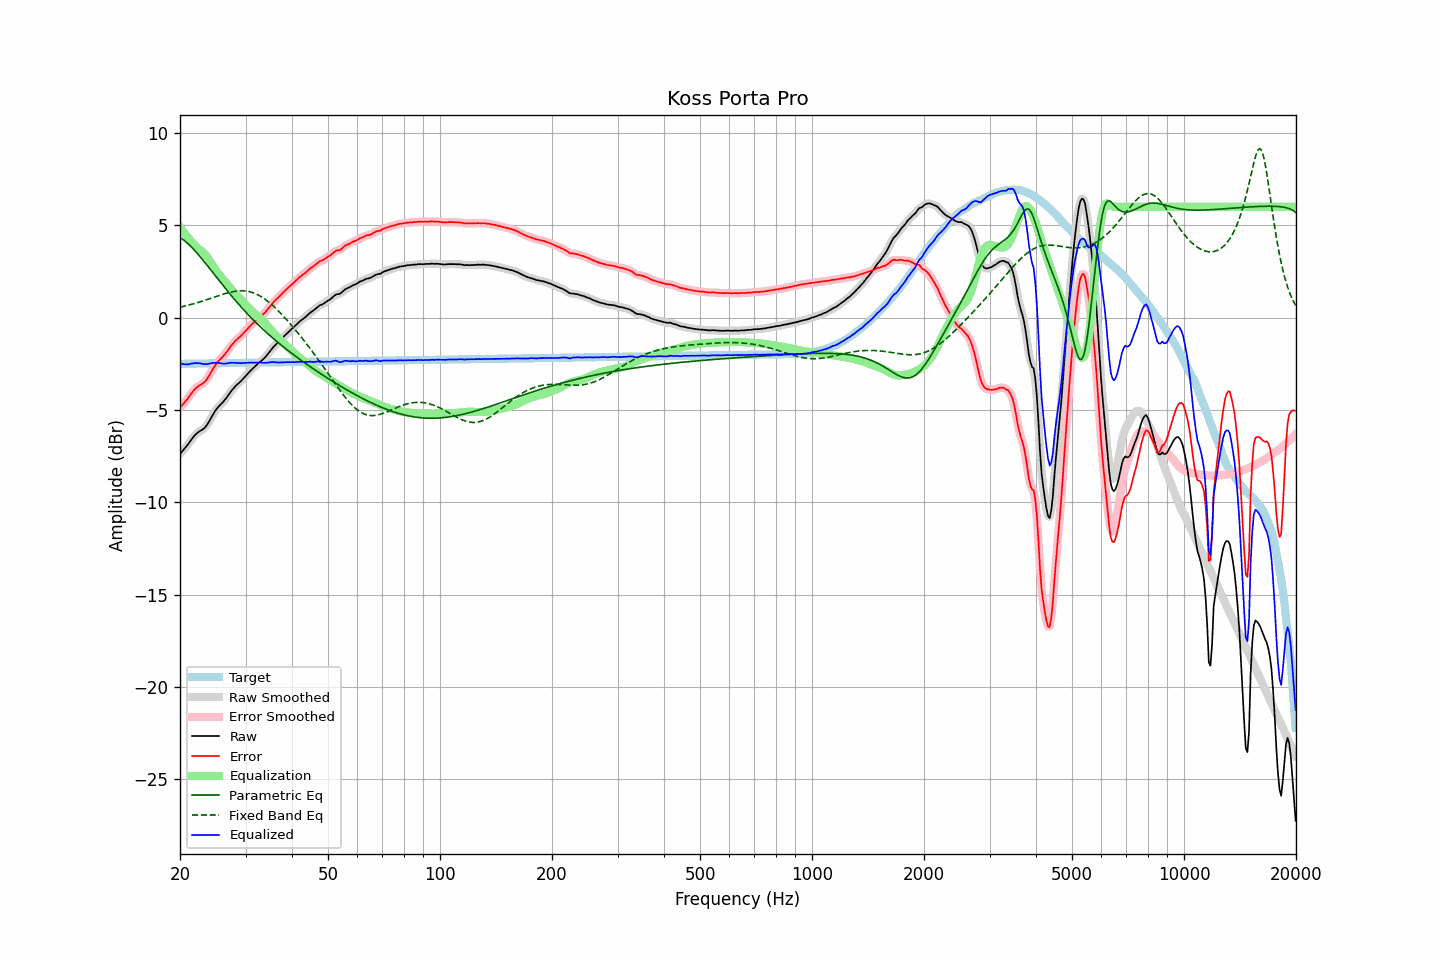 Koss Porta Pro
10
5
0
−5
−10
−15
−20
−25
Amplitude (dBr)
Target
Raw Smoothed
Error Smoothed
Raw
Error
Equalization
Parametric Eq
Fixed Band Eq
Equalized
20 50 100 200 500 1000 2000 5000 10000 20000
Frequency (Hz)